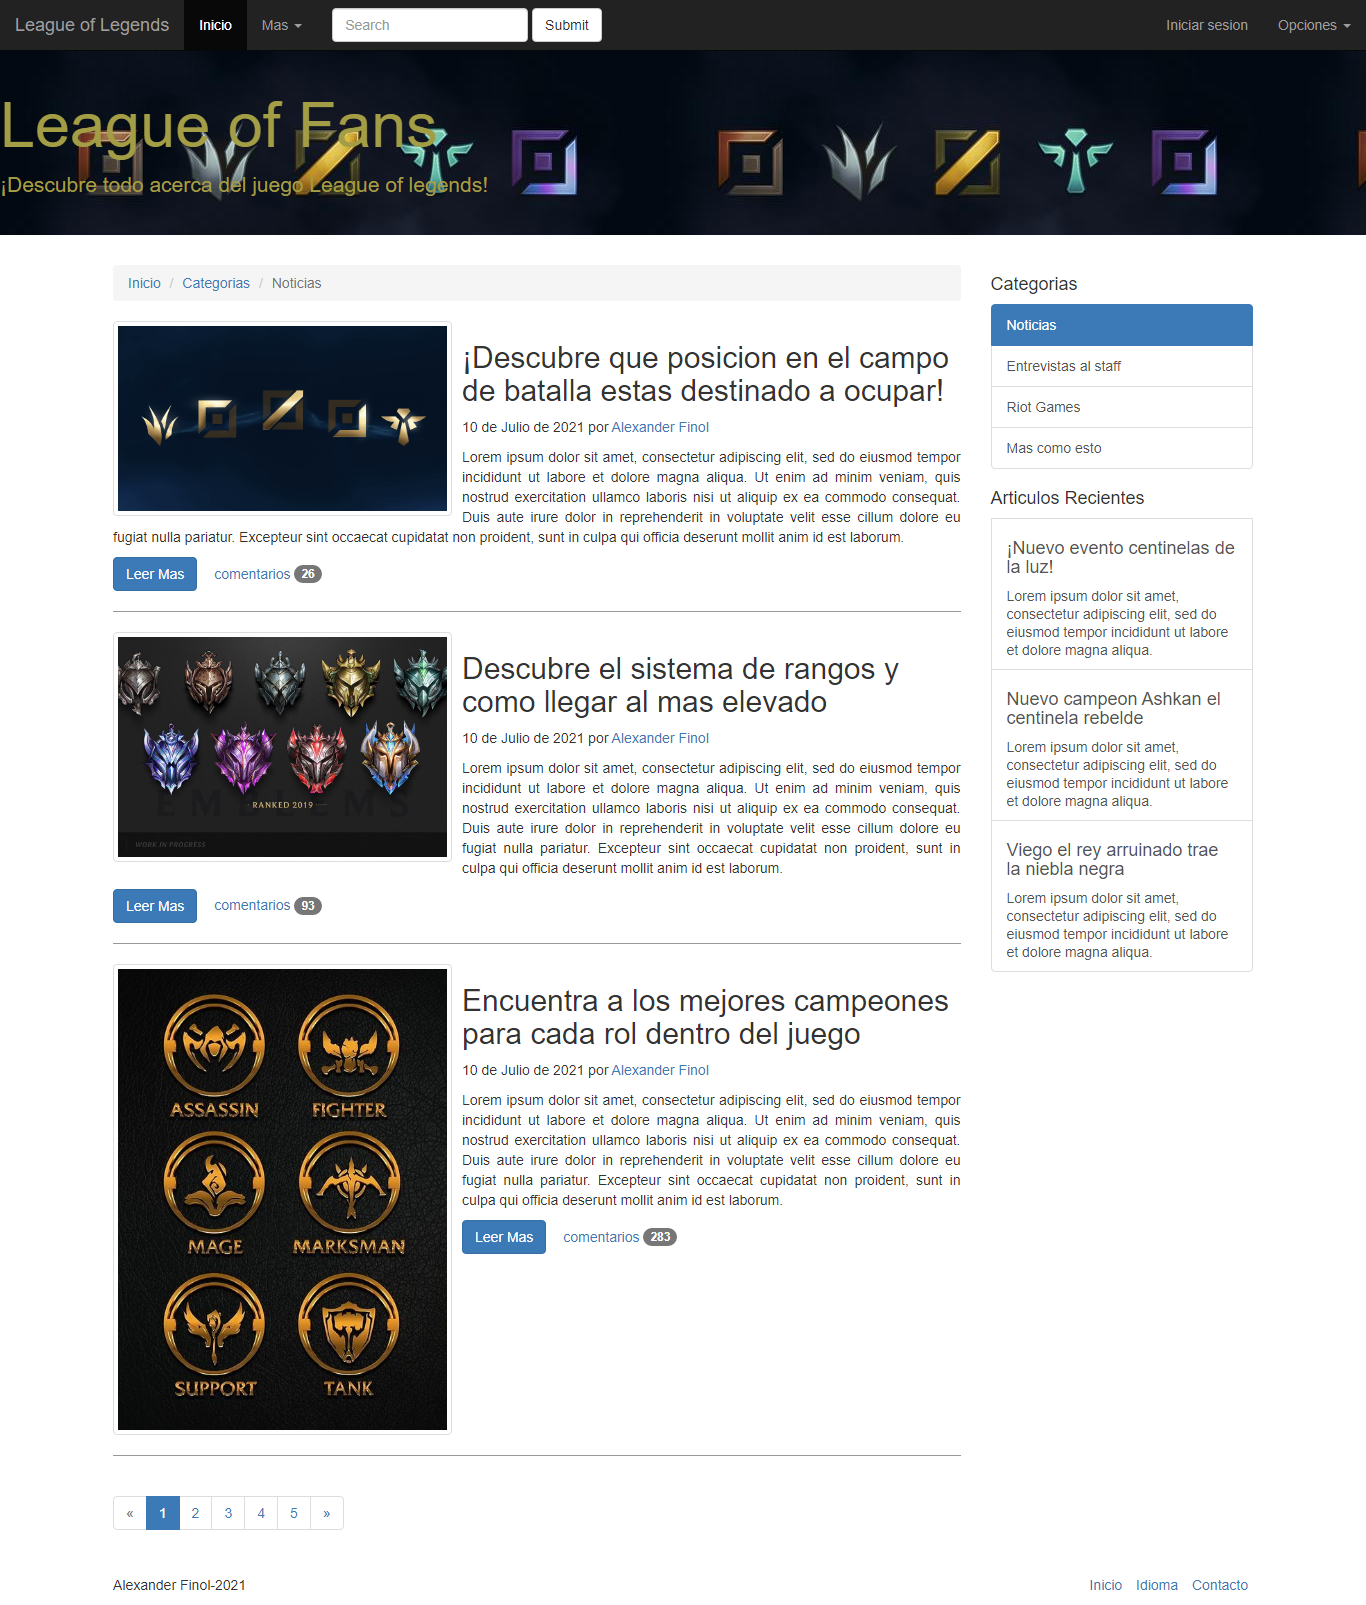 League of Legends Inicio Mas Search Submit Iniciar sesion Opciones
League of Fans
¡Descubre todo acerca del juego League of legends!
Inicio / Categorias / Noticias
¡Descubre que posicion en el campo
de batalla estas destinado a ocupar!
10 de Julio de 2021 por Alexander Finol
Lorem ipsum dolor sit amet, consectetur adipiscing elit, sed do eiusmod tempor
incididunt ut labore et dolore magna aliqua. Ut enim ad minim veniam, quis
nostrud exercitation ullamco laboris nisi ut aliquip ex ea commodo consequat.
Duis aute irure dolor in reprehenderit in voluptate velit esse cillum dolore eu
fugiat nulla pariatur. Excepteur sint occaecat cupidatat non proident, sunt in culpa qui officia deserunt mollit anim id est laborum.
Leer Mas comentarios 26
EMBLEMS
· RANKED 2019 ·
WORK IN PROGRESS
Descubre el sistema de rangos y
como llegar al mas elevado
10 de Julio de 2021 por Alexander Finol
Lorem ipsum dolor sit amet, consectetur adipiscing elit, sed do eiusmod tempor
incididunt ut labore et dolore magna aliqua. Ut enim ad minim veniam, quis
nostrud exercitation ullamco laboris nisi ut aliquip ex ea commodo consequat.
Duis aute irure dolor in reprehenderit in voluptate velit esse cillum dolore eu
fugiat nulla pariatur. Excepteur sint occaecat cupidatat non proident, sunt in
culpa qui officia deserunt mollit anim id est laborum.
Leer Mas comentarios 93
ASSASSIN FIGHTER
MAGE MARKSMAN
SUPPORT TANK
Encuentra a los mejores campeones
para cada rol dentro del juego
10 de Julio de 2021 por Alexander Finol
Lorem ipsum dolor sit amet, consectetur adipiscing elit, sed do eiusmod tempor
incididunt ut labore et dolore magna aliqua. Ut enim ad minim veniam, quis
nostrud exercitation ullamco laboris nisi ut aliquip ex ea commodo consequat.
Duis aute irure dolor in reprehenderit in voluptate velit esse cillum dolore eu
fugiat nulla pariatur. Excepteur sint occaecat cupidatat non proident, sunt in
culpa qui officia deserunt mollit anim id est laborum.
Leer Mas comentarios 283
« 1 2 3 4 5 »
Categorias
Noticias
Entrevistas al staff
Riot Games
Mas como esto
Articulos Recientes
¡Nuevo evento centinelas de
la luz!
Lorem ipsum dolor sit amet,
consectetur adipiscing elit, sed do
eiusmod tempor incididunt ut labore
et dolore magna aliqua.
Nuevo campeon Ashkan el
centinela rebelde
Lorem ipsum dolor sit amet,
consectetur adipiscing elit, sed do
eiusmod tempor incididunt ut labore
et dolore magna aliqua.
Viego el rey arruinado trae
la niebla negra
Lorem ipsum dolor sit amet,
consectetur adipiscing elit, sed do
eiusmod tempor incididunt ut labore
et dolore magna aliqua.
Alexander Finol-2021 Inicio Idioma Contacto